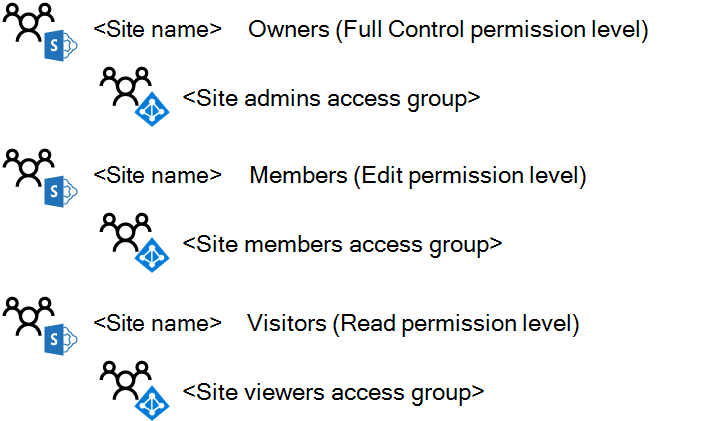 <Site name> Owners (Full Control permission level)
S
<Site admins access group>
<Site name> Members (Edit permission level)
S
<Site members access group>
<Site name> Visitors (Read permission level)
S
<Site viewers access group>